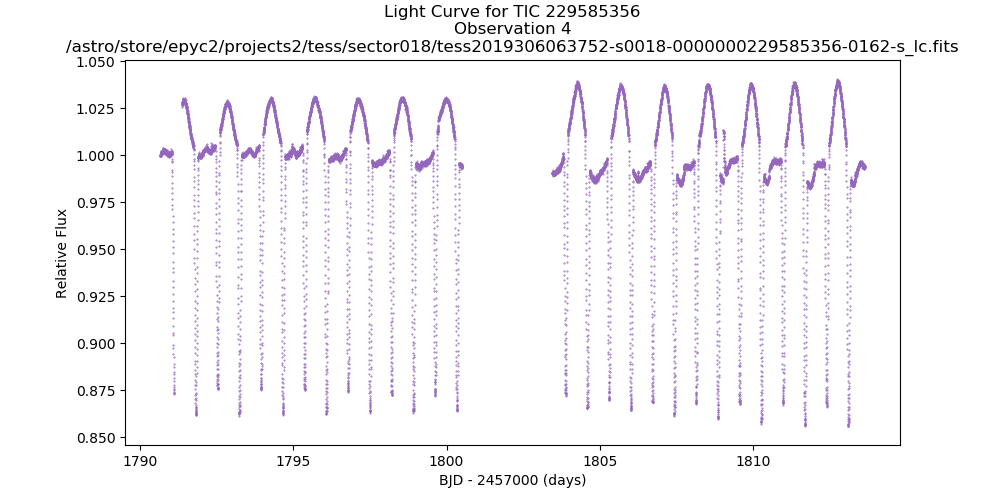 Light Curve for TIC 229585356
Observation 4
/astro/store/epyc2/projects2/tess/sector018/tess2019306063752-s0018-0000000229585356-0162-s_lc.fits
1.050
1.025
1.000
0.975
0.950
0.925
0.900
0.875
0.850
Relative Flux
1790
1795
1800
1805
1810
BJD - 2457000 (days)